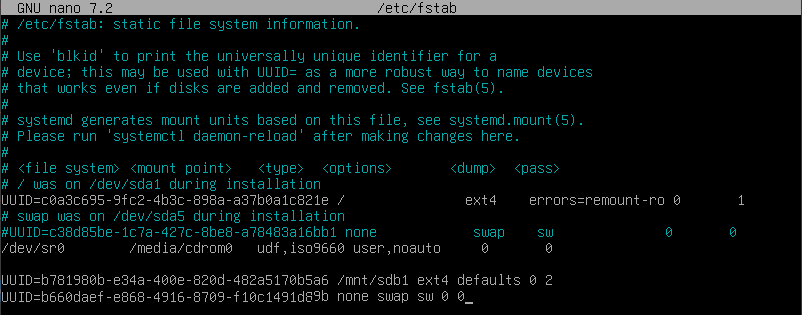 GNU nano 7.2 /etc/fstab
# /etc/fstab: static file system information.
#
# Use 'blkid' to print the universally unique identifier for a
# device; this may be used with UUID= as a more robust way to name devices
# that works even if disks are added and removed. See fstab(5).
#
# systemd generates mount units based on this file, see systemd.mount(5).
# Please run 'systemctl daemon-reload' after making changes here.
#
# <file system> <mount point>   <type>  <options>       <dump>  <pass>
# / was on /dev/sda1 during installation
UUID=c0a3c695-9fc2-4b3c-898a-a37b0a1c821e /               ext4    errors=remount-ro 0       1
# swap was on /dev/sda5 during installation
#UUID=c38d85be-1c7a-427c-8be8-a78483a16bb1 none            swap    sw              0       0
/dev/sr0        /media/cdrom0   udf,iso9660 user,noauto     0       0
UUID=b781980b-e34a-400e-820d-482a5170b5a6 /mnt/sdb1 ext4 defaults 0 2
UUID=b660daef-e868-4916-8709-f10c1491d89b none swap sw 0 0